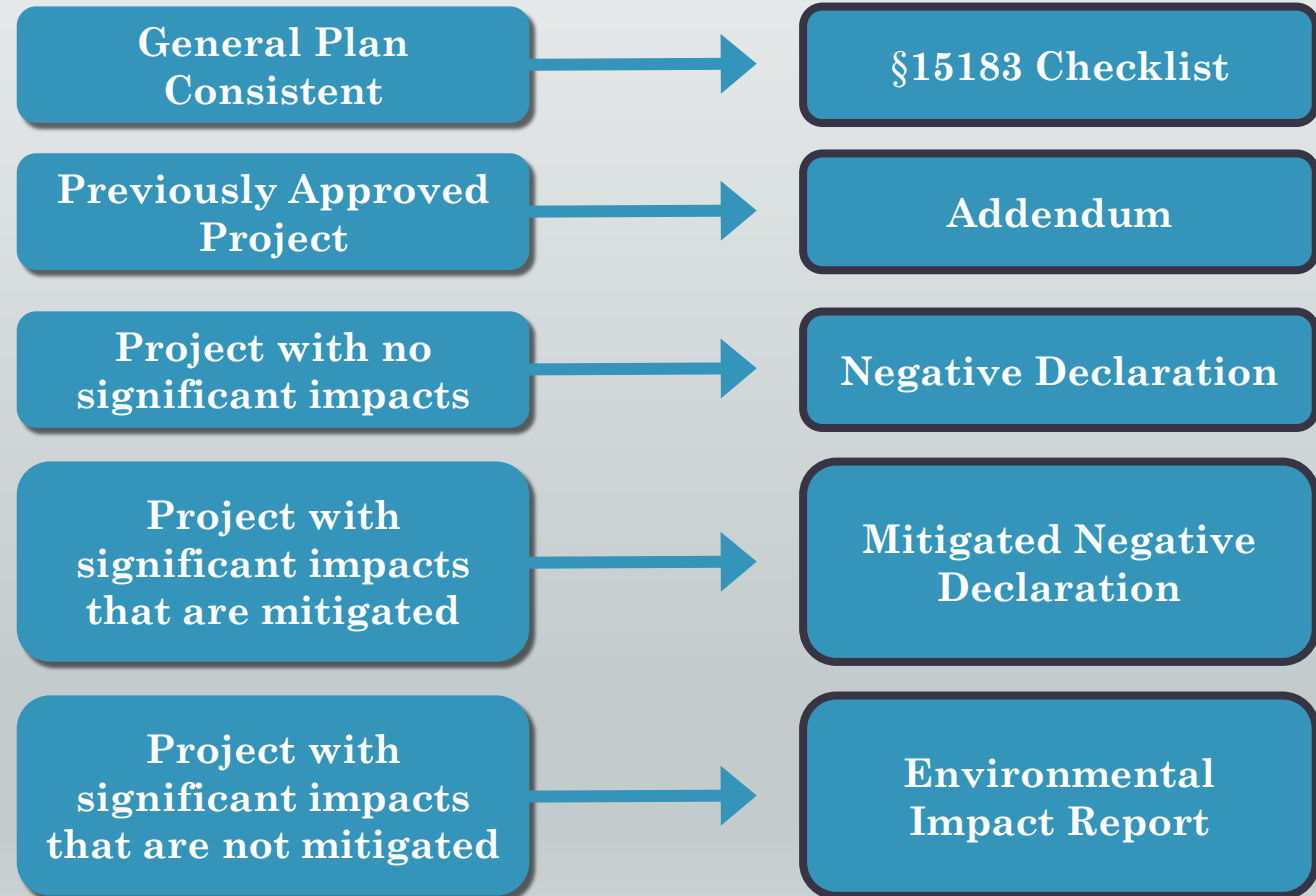 General Plan
Consistent
§15183 Checklist
Previously Approved
Project
Addendum
Project with no
significant impacts
Negative Declaration
Project with
significant impacts
that are mitigated
Mitigated Negative
Declaration
Project with
significant impacts
that are not mitigated
Environmental
Impact Report